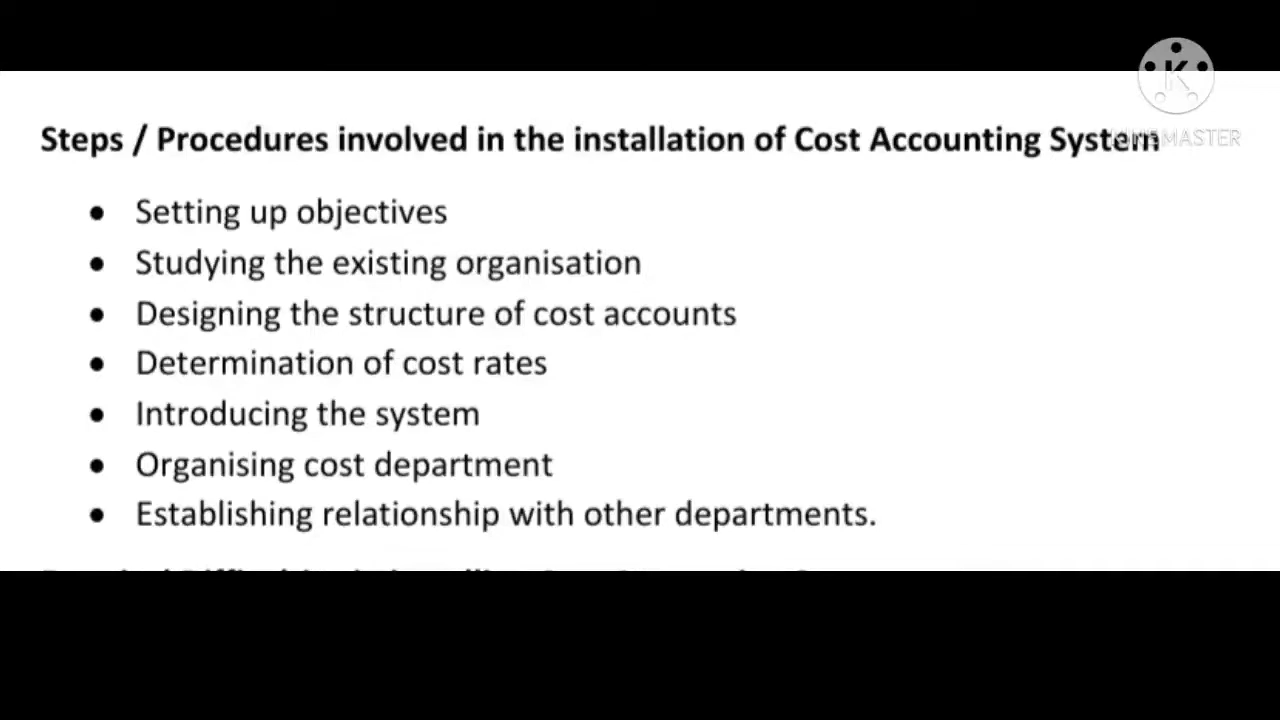 K
KINEMASTER
Steps / Procedures involved in the installation of Cost Accounting System
• Setting up objectives
• Studying the existing organisation
• Designing the structure of cost accounts
• Determination of cost rates
• Introducing the system
• Organising cost department
• Establishing relationship with other departments.